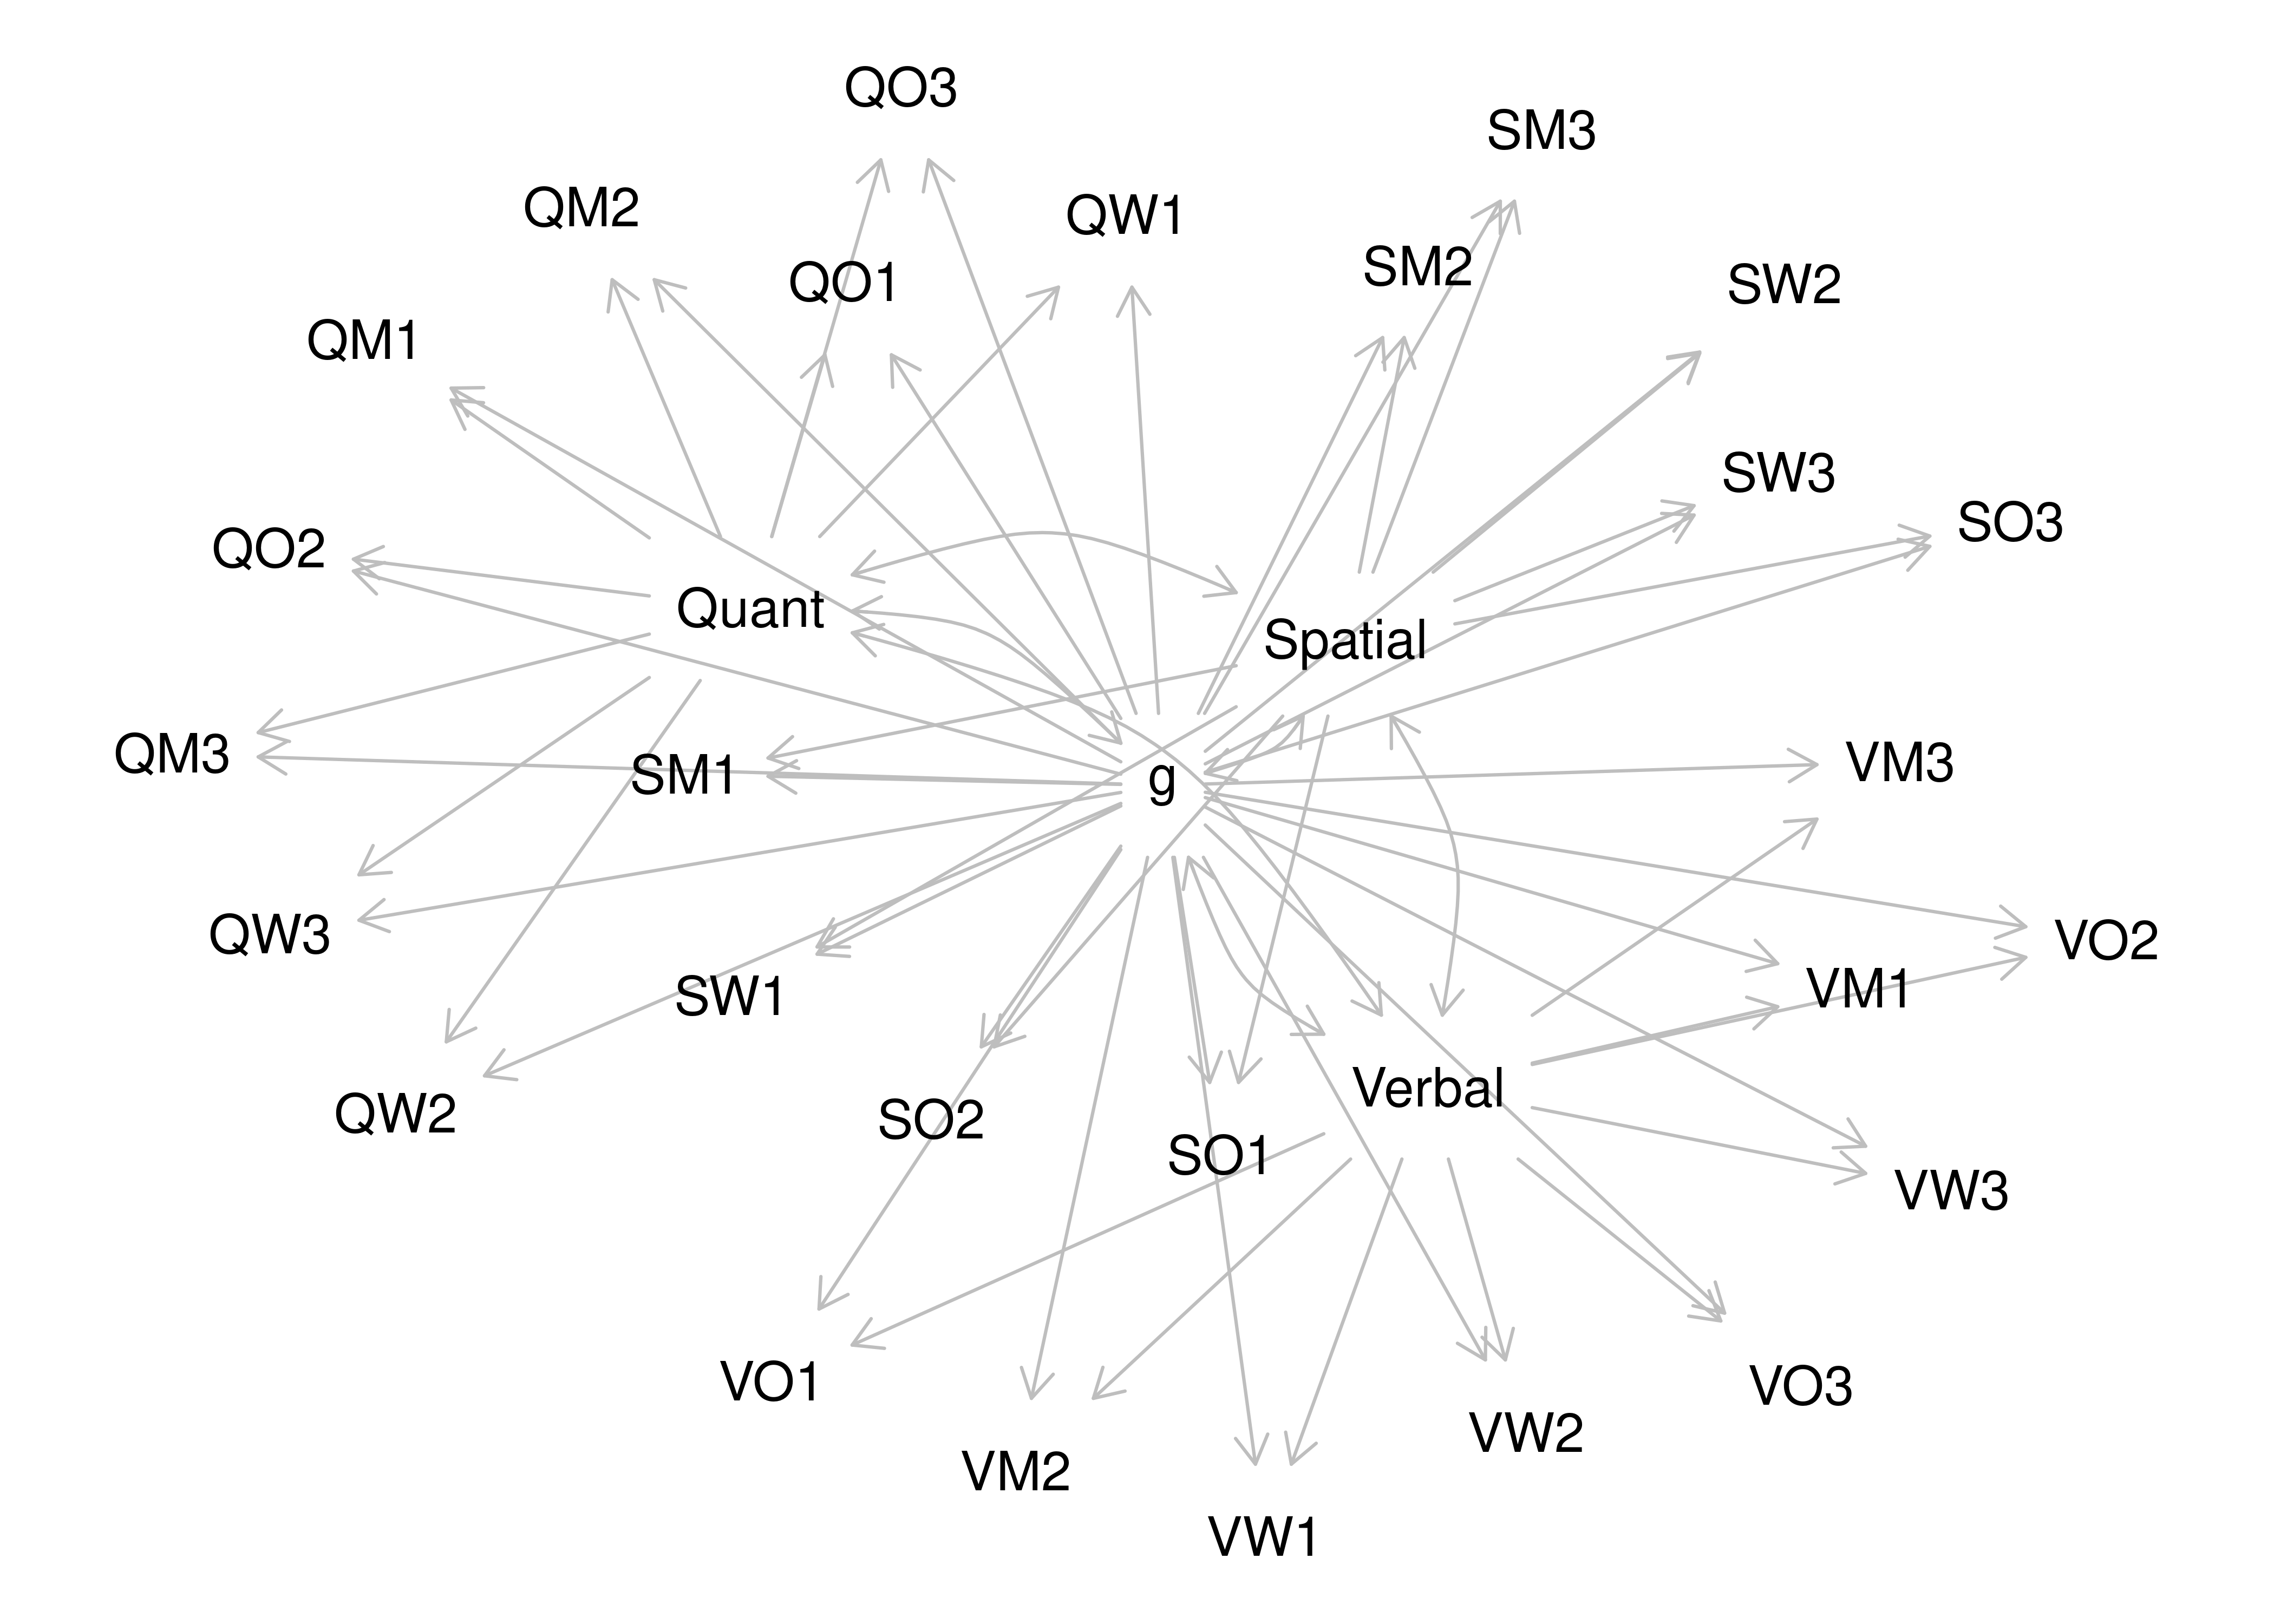 QO3
SM3
QM2
QW1
QO1
SM2
SW2
QM1
SW3
SO3
QO2
Quant
Spatial
QM3
SM1
g
VM3
QW3
SW1
VM1
VO2
QW2
SO2
SO1
Verbal
VW3
VO1
VO3
VM2
VW2
VW1